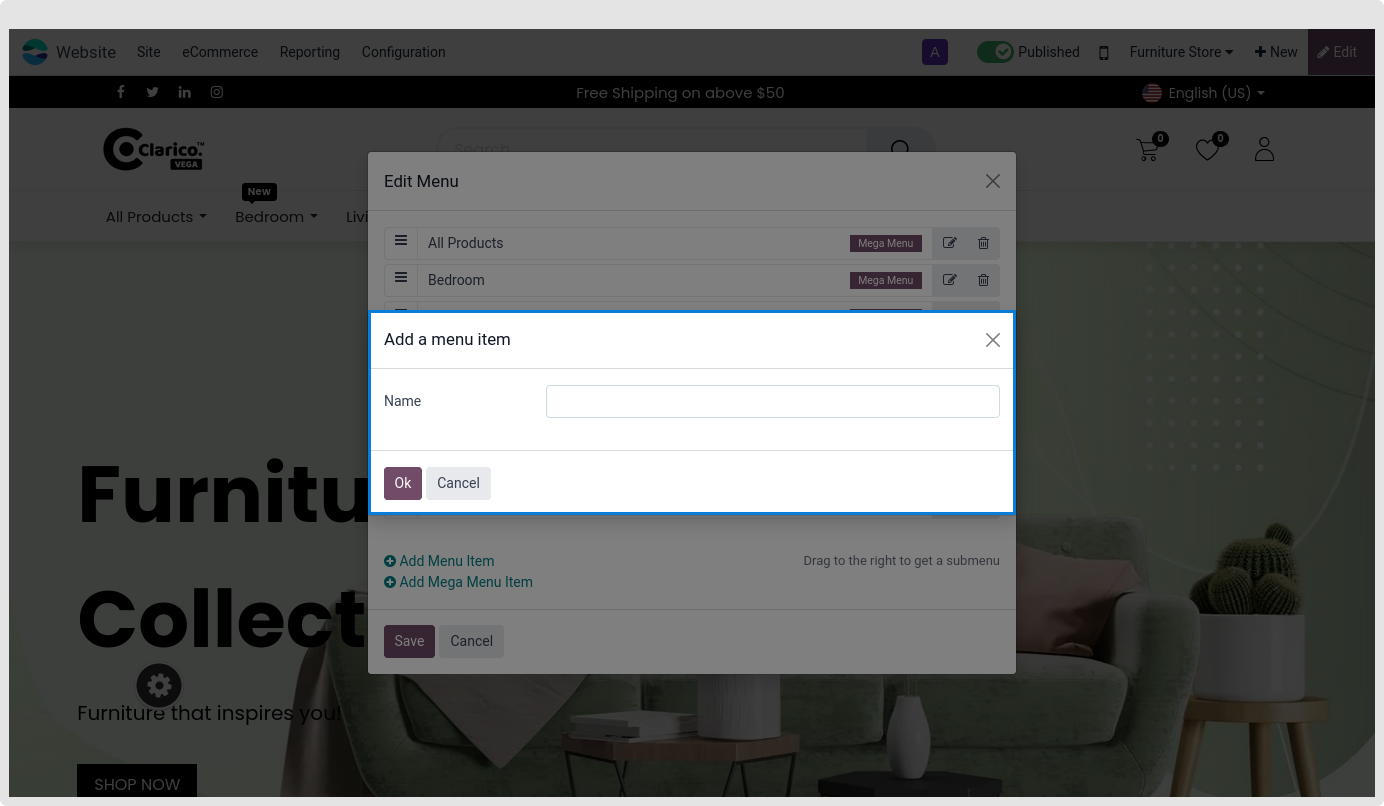 Website Site eCommerce Reporting Configuration A Published Furniture Store New Edit
Free Shipping on above $50 English (US)
Clarico™ VEGA Search 0 0
New
All Products Bedroom Livi
Edit Menu
All Products Mega Menu
Bedroom Mega Menu
Add a menu item
Name
Ok Cancel
Add Menu Item Drag to the right to get a submenu
Add Mega Menu Item
Save Cancel
Furnitu
Collect
Furniture that inspires you!
SHOP NOW